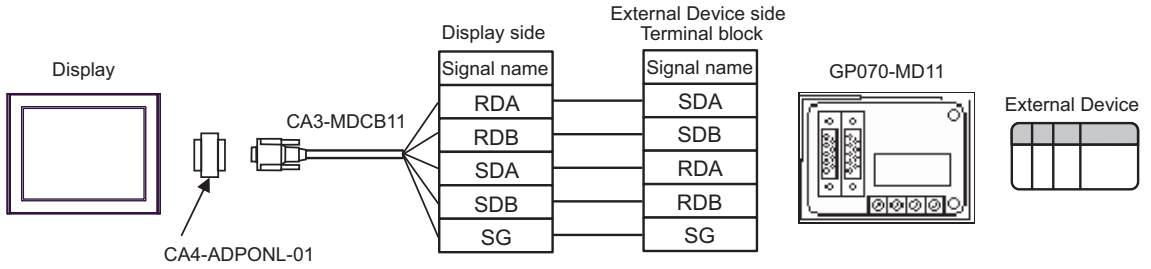 Display
CA4-ADPONL-01
CA3-MDCB11
Display side
Signal name
RDA
RDB
SDA
SDB
SG
External Device side
Terminal block
Signal name
SDA
SDB
RDA
RDB
SG
GP070-MD11
External Device